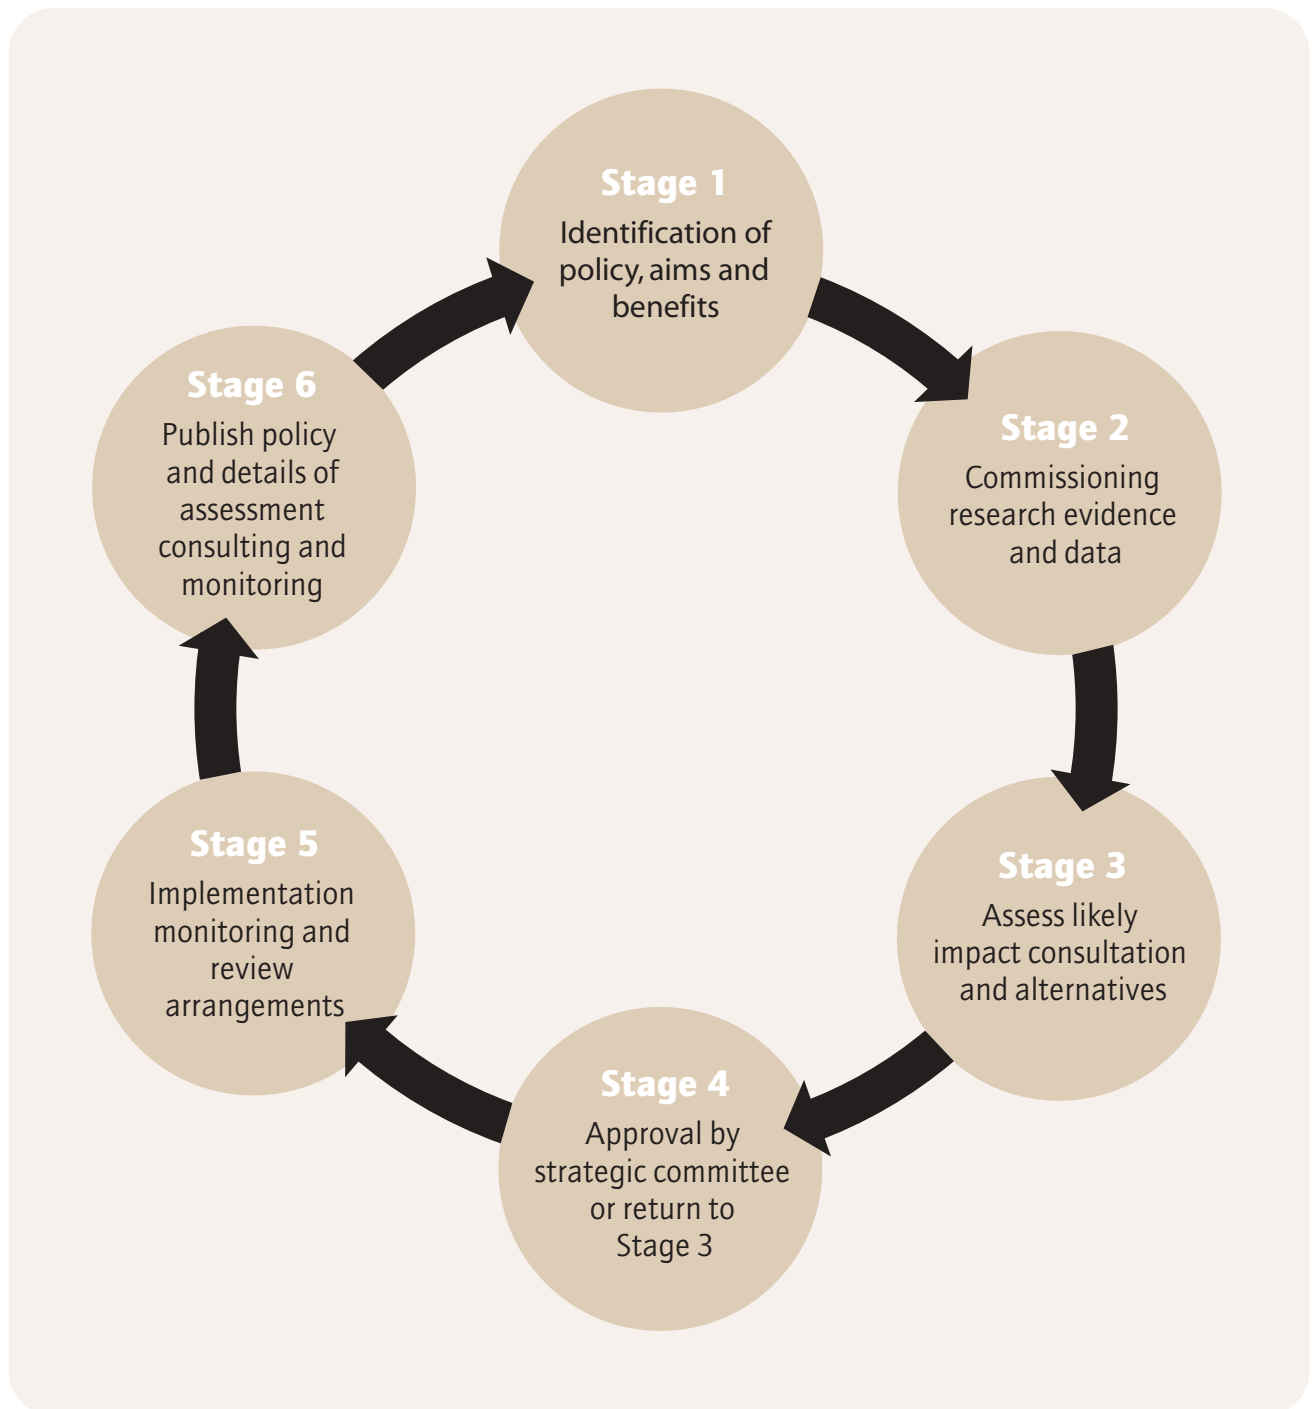 Stage 1
Identification of
policy, aims and
benefits
Stage 2
Commissioning
research evidence
and data
Stage 3
Assess likely
impact consultation
and alternatives
Stage 4
Approval by
strategic committee
or return to
Stage 3
Stage 5
Implementation
monitoring and
review
arrangements
Stage 6
Publish policy
and details of
assessment
consulting and
monitoring